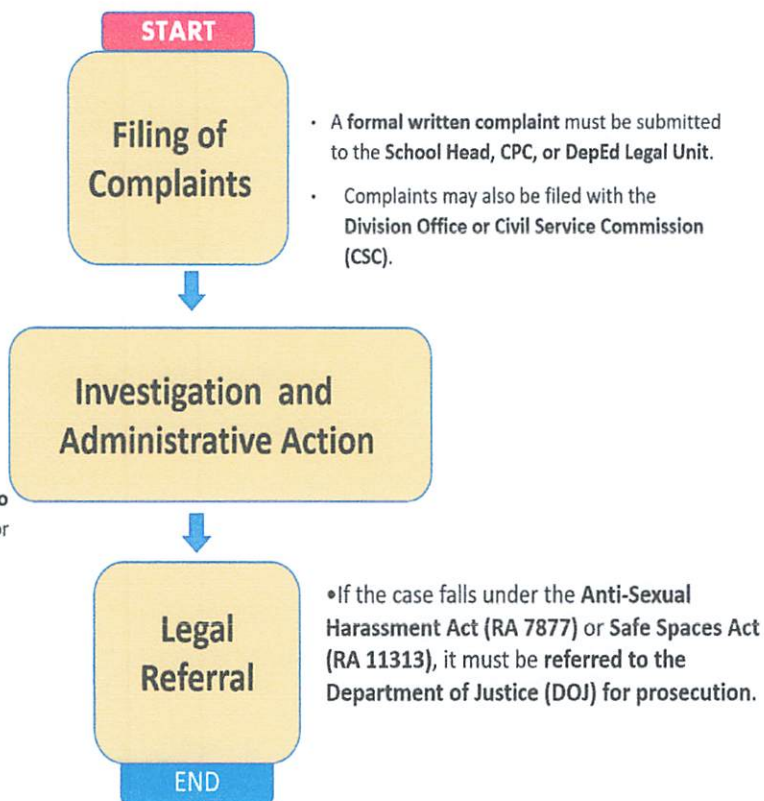 START
Filing of
Complaints
· A formal written complaint must be submitted
to the School Head, CPC, or DepEd Legal Unit.
· Complaints may also be filed with the
Division Office or Civil Service Commission
(CSC).
Investigation and
Administrative Action
o
or
Legal
Referral
•If the case falls under the Anti-Sexual
Harassment Act (RA 7877) or Safe Spaces Act
(RA 11313), it must be referred to the
Department of Justice (DOJ) for prosecution.
END